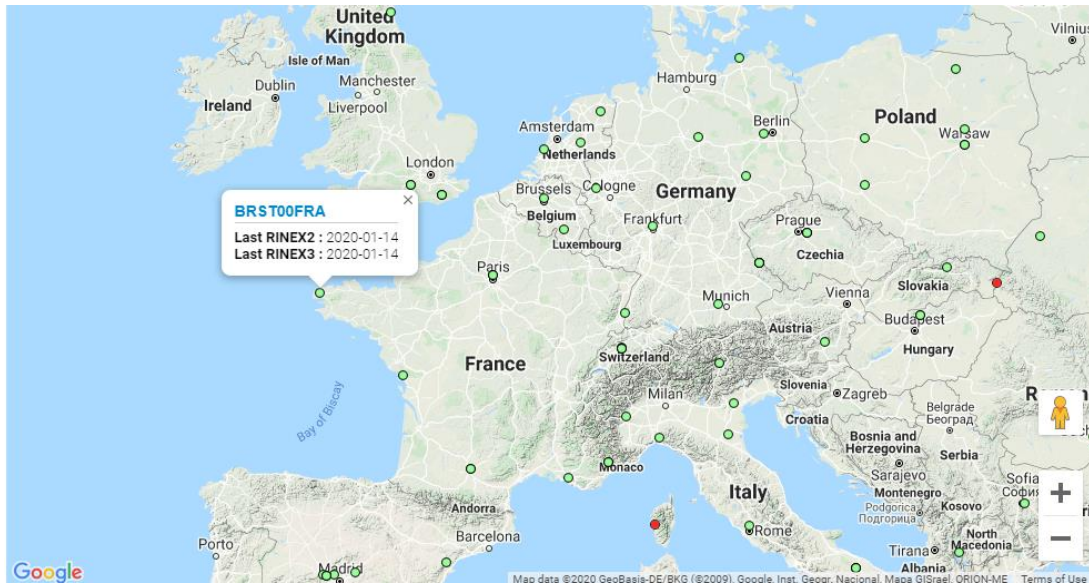 United
Kingdom
Isle of Man
Dublin
Ireland
Manchester
Liverpool
London
Hamburg
Amsterdam
Netherlands
Berlin
Poland
Warsaw
Vilnius
Brussels
Belgium
Cologne
Germany
Frankfurt
Luxembourg
Prague
Czechia
BRST00FRA
Last RINEX2 : 2020-01-14
Last RINEX3 : 2020-01-14
Paris
Munich
Vienna
Slovakia
Budapest
Austria
Hungary
France
Switzerland
Bay of Biscay
Milan
Slovenia
Zagreb
Croatia
Belgrade
Београд
Bosnia and
Herzegovina
Serbia
Sarajevo
Monaco
Italy
Montenegro
Kosovo
Podgorica
Подгорица
Sofia
София
Andorra
Rome
Porto
Barcelona
Madrid
Tirana
North
Macedonia
Albania
Google
Map data ©2020 GeoBasis-DE/BKG (©2009), Google, Inst. Geogr. Nacional, Mapa GISrael, ORION-ME
Terms of Use